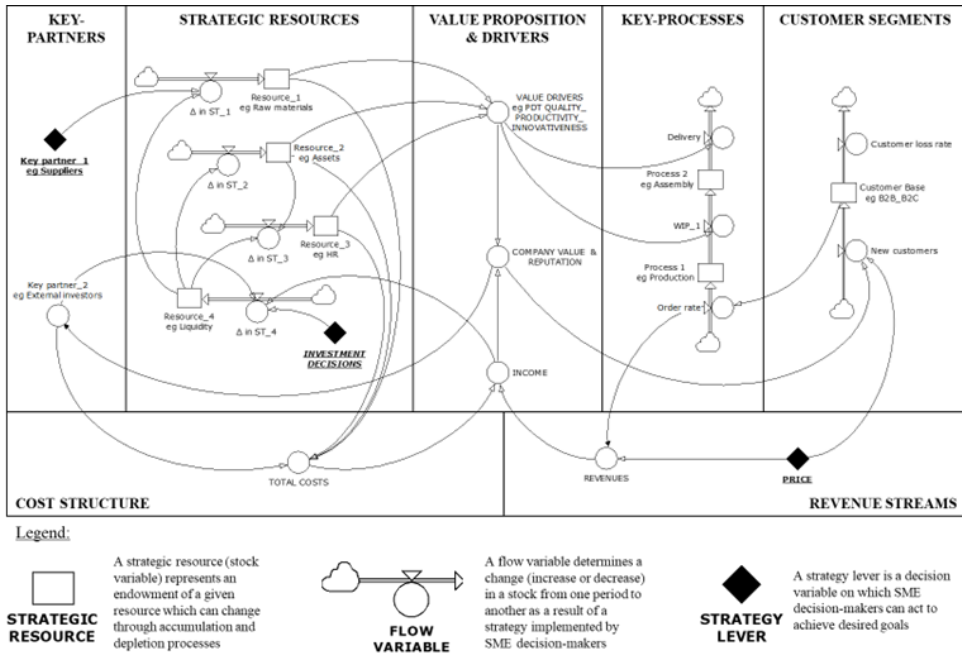 KEY-
PARTNERS
STRATEGIC RESOURCES
VALUE PROPOSITION
& DRIVERS
KEY-PROCESSES
CUSTOMER SEGMENTS
Resource_1
eg Raw materials
Δ in ST_1
Key partner_1
eg Suppliers
Resource_2
eg Assets
Δ in ST_2
Resource_3
eg HR
Δ in ST_3
Key partner_2
eg External investors
Resource_4
eg Liquidity
Δ in ST_4
INVESTMENT
DECISIONS
VALUE DRIVERS
eg PDT QUALITY_
PRODUCTIVITY_
INNOVATIVENESS
COMPANY VALUE &
REPUTATION
INCOME
Delivery
Process 2
eg Assembly
WIP_1
Process 1
eg Production
Order rate
Customer loss rate
Customer Base
eg B2B_B2C
New customers
TOTAL COSTS
COST STRUCTURE
REVENUES
PRICE
REVENUE STREAMS
Legend:
STRATEGIC
RESOURCE
A strategic resource (stock
variable) represents an
endowment of a given
resource which can change
through accumulation and
depletion processes
FLOW
VARIABLE
A flow variable determines a
change (increase or decrease)
in a stock from one period to
another as a result of a
strategy implemented by
SME decision-makers
STRATEGY
LEVER
A strategy lever is a decision
variable on which SME
decision-makers can act to
achieve desired goals